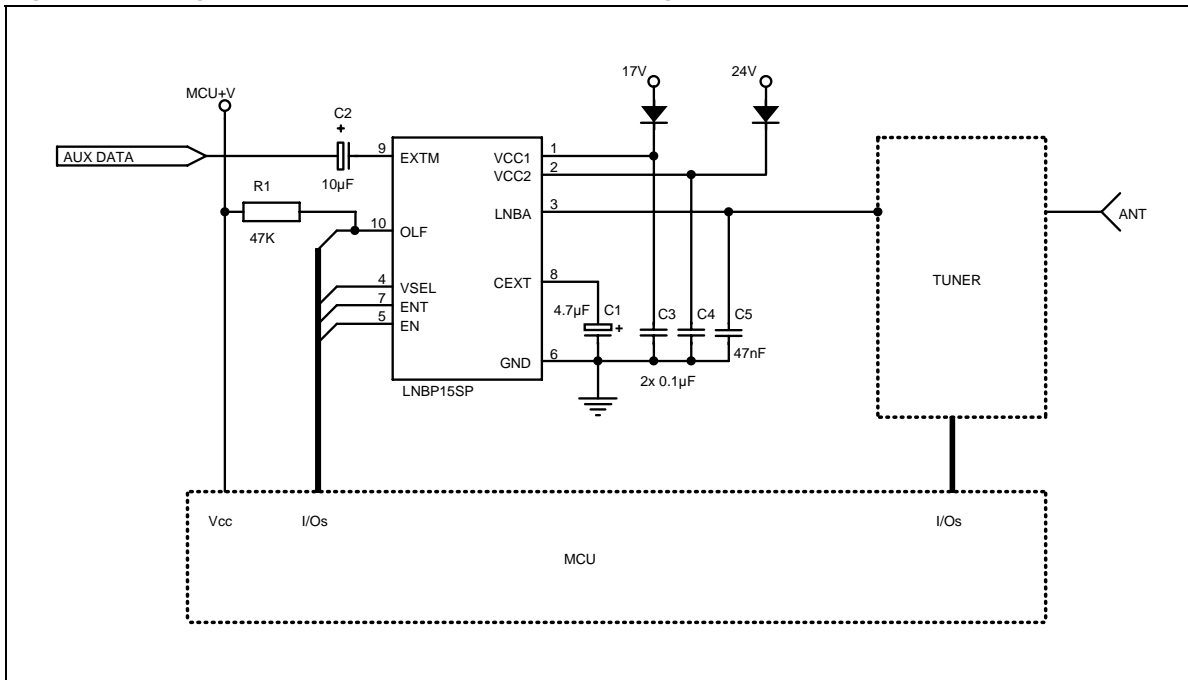 17V
24V
MCU+V
C2
+
AUX DATA
9
EXTM
VCC1
1
10µF
VCC2
2
R1
LNBA
3
ANT
47K
10
OLF
TUNER
4
VSEL
CEXT
8
7
ENT
4.7µF
C1
C3
C4
C5
5
EN
+
47nF
GND
6
2x 0.1µF
LNBP15SP
Vcc
I/Os
I/Os
MCU